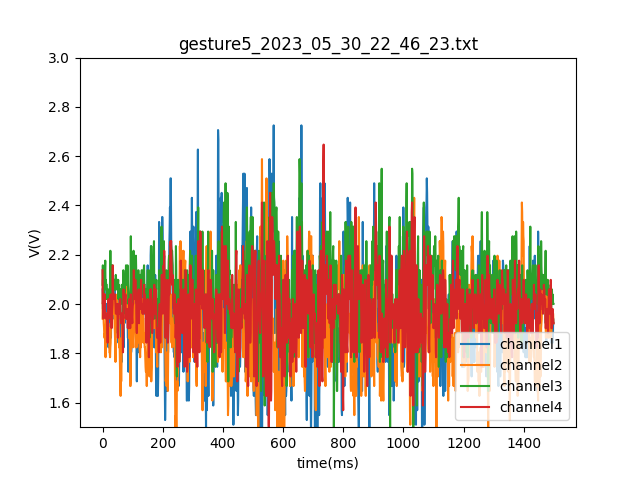 gesture5_2023_05_30_22_46_23.txt
3.0
2.8
2.6
2.4
2.2
2.0
1.8
1.6
V(V)
channel1
channel2
channel3
channel4
0 200 400 600 800 1000 1200 1400
time(ms)